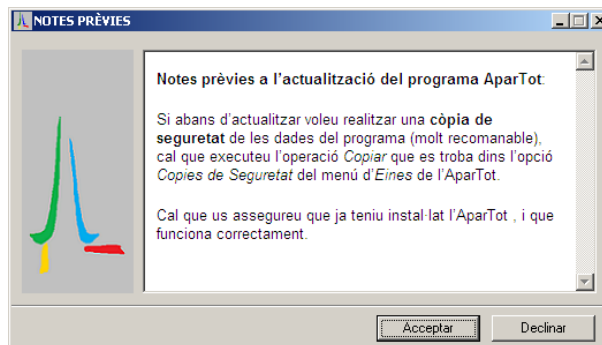 NOTES PRÈVIES
Notes prèvies a l'actualització del programa AparTot:
Si abans d'actualitzar voleu realitzar una còpia de
seguretat de les dades del programa (molt recomanable),
cal que executeu l'operació Copiar que es troba dins l'opció
Copies de Seguretat del menú d'Eines de l'AparTot.
Cal que us assegureu que ja teniu instal·lat l'AparTot , i que
funciona correctament.
Acceptar
Declinar